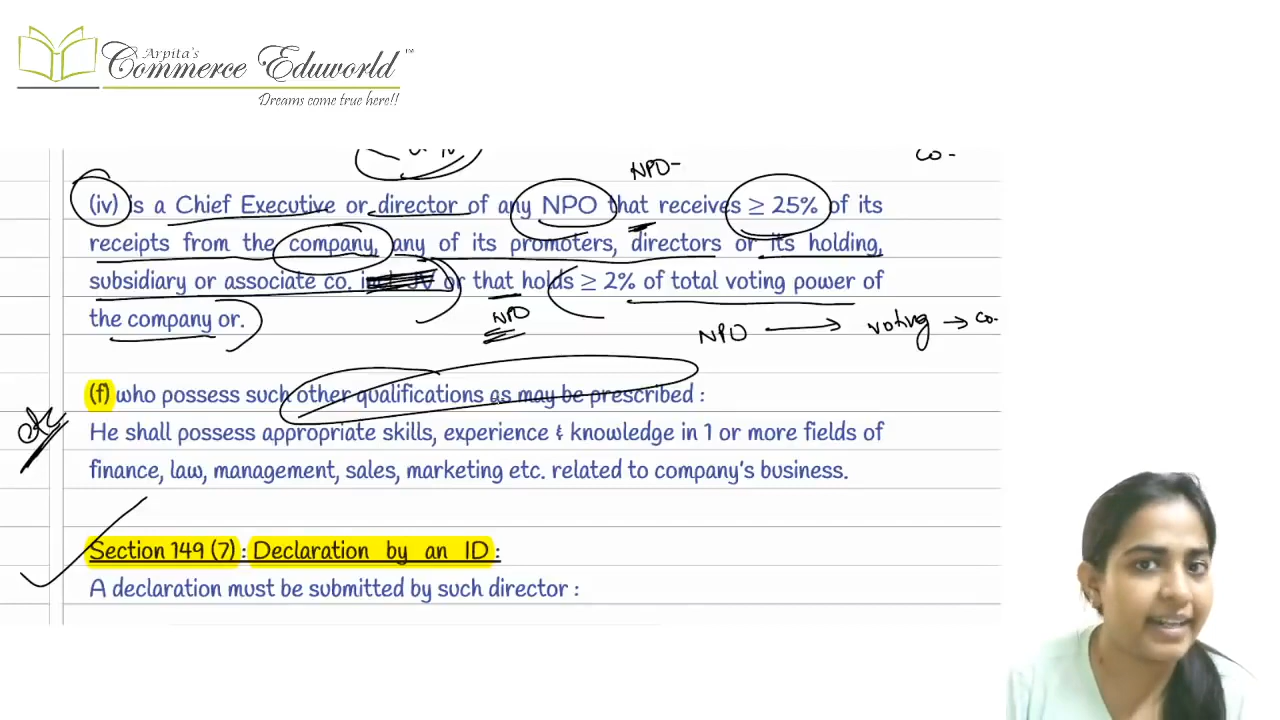 Arpita's
Commerce Eduworld™
Dreams come true here!!
co-
NPO-
(iv) is a Chief Executive or director of any NPO that receives ≥ 25% of its
receipts from the company, any of its promoters, directors or its holding,
subsidiary or associate co. or that holds ≥ 2% of total voting power of
NPO
the company or.
NPO → voting → co-
(f) who possess such other qualifications as may be prescribed :
He shall possess appropriate skills, experience & knowledge in 1 or more fields of
finance, law, management, sales, marketing etc. related to company's business.
Section 149 (7) : Declaration by an ID :
A declaration must be submitted by such director :